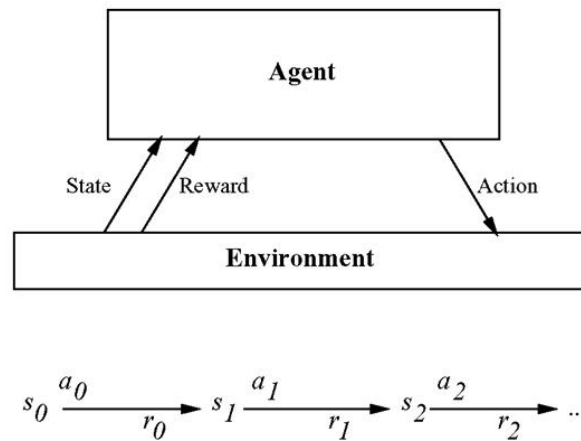 Agent
State Reward Action
Environment
s0 a0 r0 s1 a1 r1 s2 a2 r2 ...